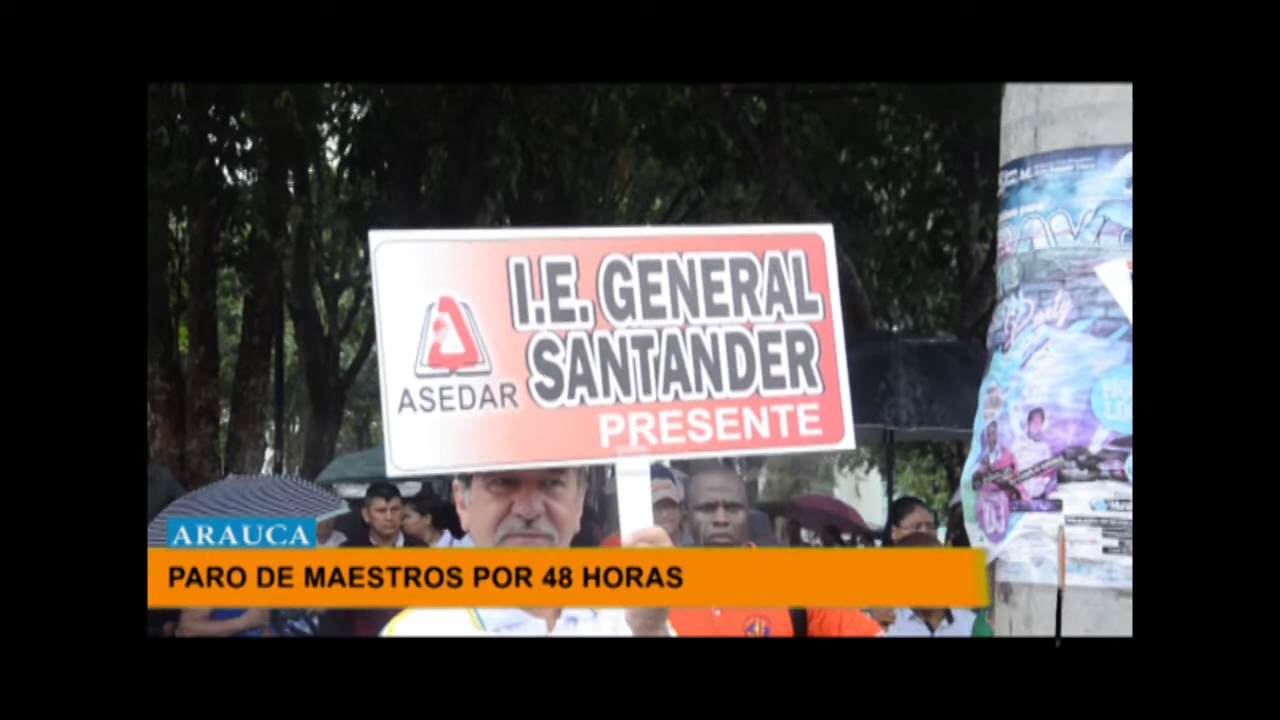 I.E. GENERAL
SANTANDER
PRESENTE
ASEDAR
ARAUCA
PARO DE MAESTROS POR 48 HORAS